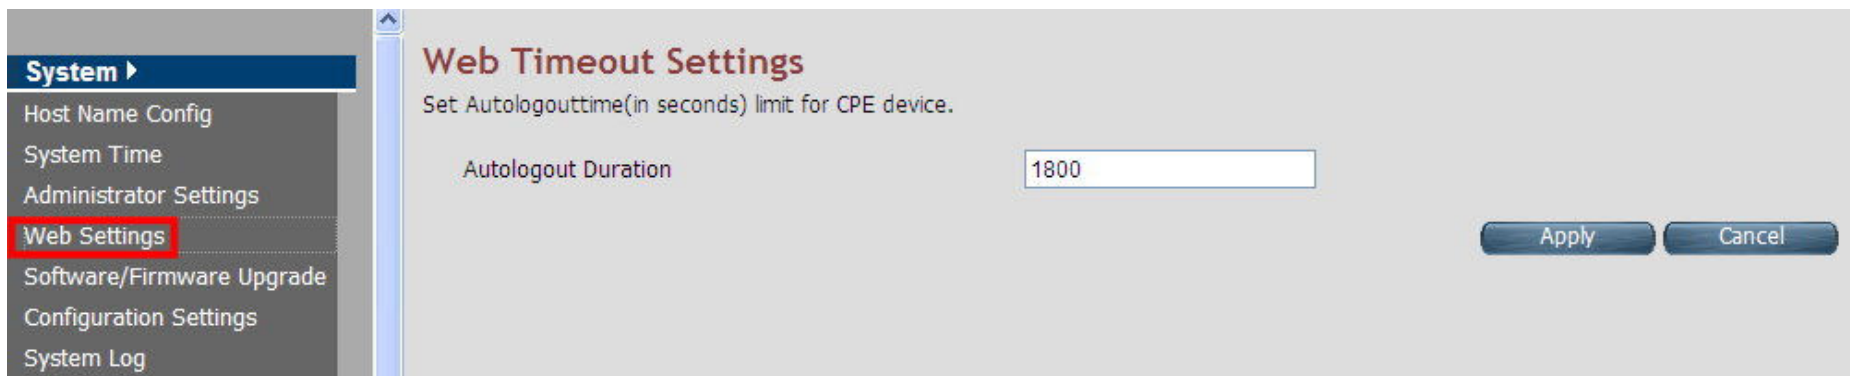 System
Host Name Config
System Time
Administrator Settings
Web Settings
Software/Firmware Upgrade
Configuration Settings
System Log
Web Timeout Settings
Set Autologouttime(in seconds) limit for CPE device.
Autologout Duration 1800
Apply Cancel